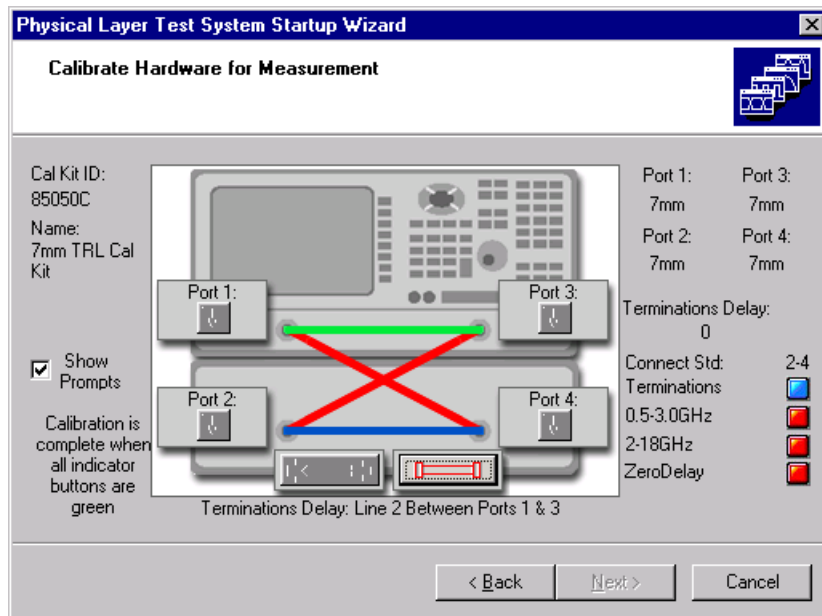 Physical Layer Test System Startup Wizard
Calibrate Hardware for Measurement
Cal Kit ID:
85050C
Name:
7mm TRL Cal
Kit
Show
Prompts
Calibration is
complete when
all indicator
buttons are
green
Port 1:
Port 3:
Port 2:
Port 4:
Terminations Delay: Line 2 Between Ports 1 & 3
Port 1: Port 3:
7mm 7mm
Port 2: Port 4:
7mm 7mm
Terminations Delay:
0
Connect Std: 2-4
Terminations
0.5-3.0GHz
2-18GHz
ZeroDelay
< Back Next > Cancel